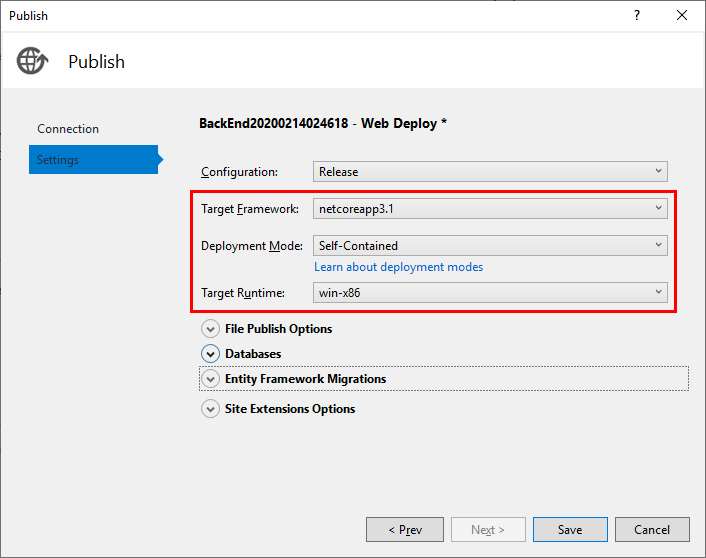 Publish
?
Publish
Connection
Settings
BackEnd20200214024618 - Web Deploy *
Configuration: Release
Target Framework: netcoreapp3.1
Deployment Mode: Self-Contained
Learn about deployment modes
Target Runtime: win-x86
File Publish Options
Databases
Entity Framework Migrations
Site Extensions Options
< Prev Next > Save Cancel